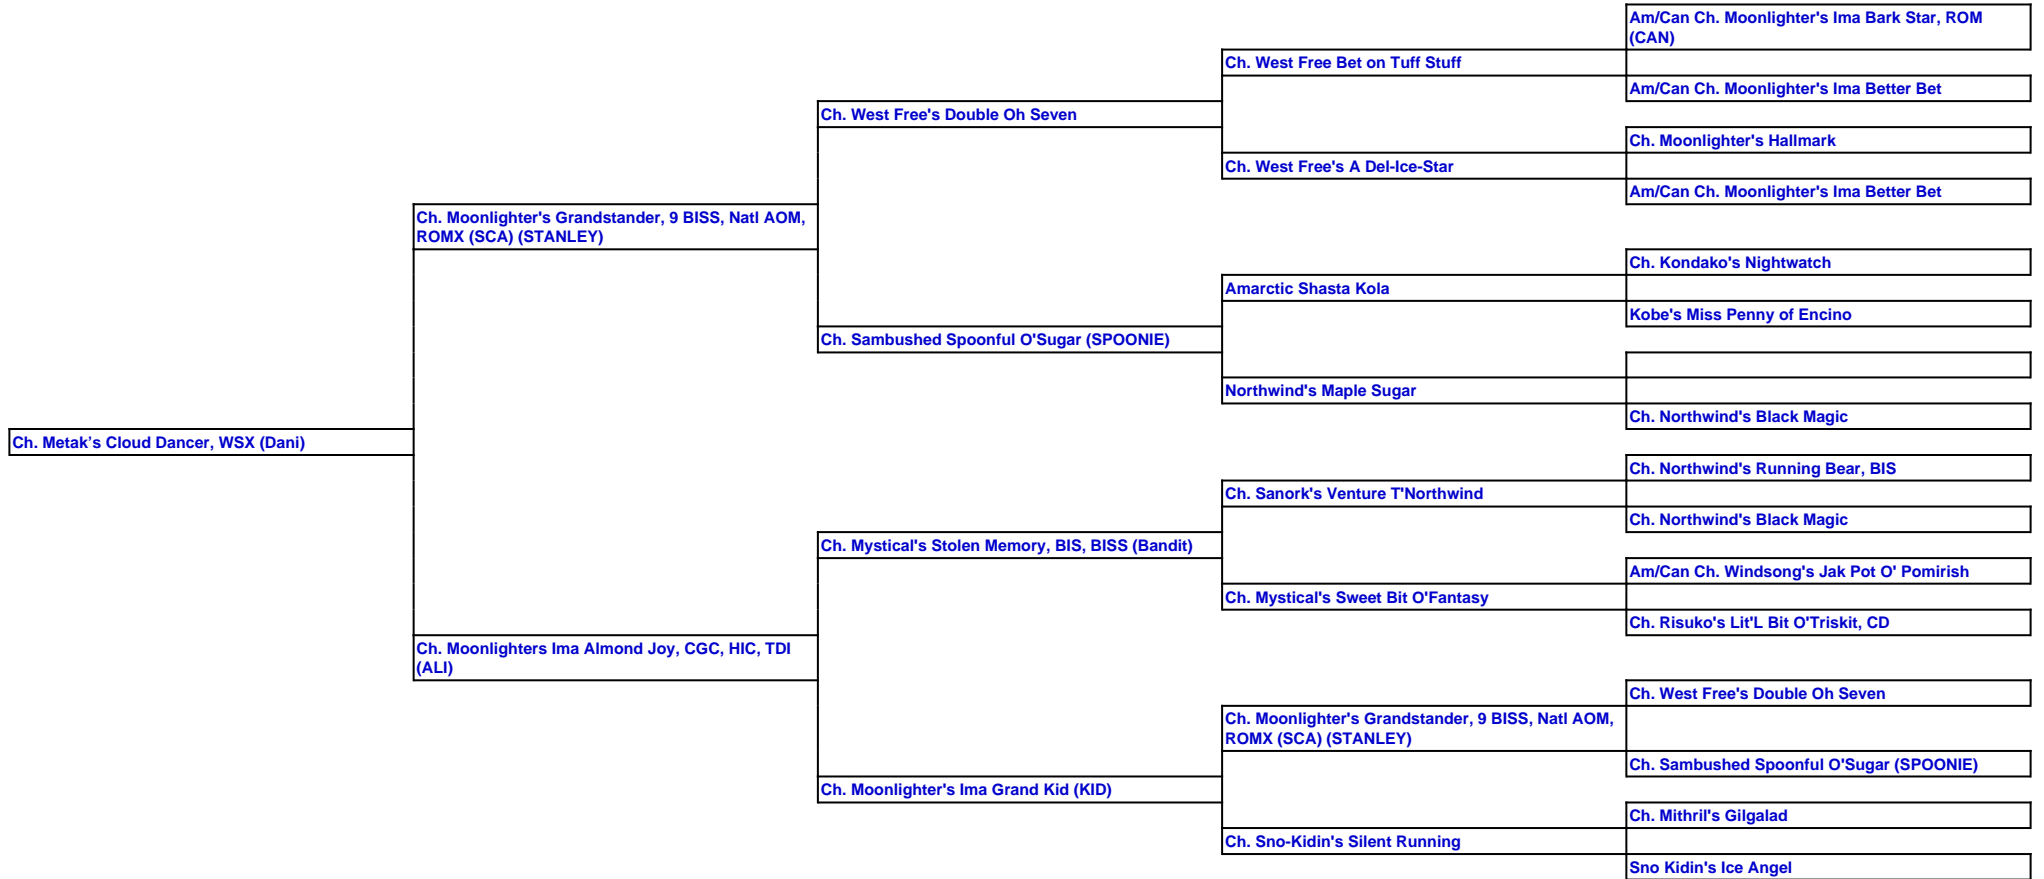 Am/Can Ch. Moonlighter's Ima Bark Star, ROM
(CAN)
Ch. West Free Bet on Tuff Stuff
Am/Can Ch. Moonlighter's Ima Better Bet
Ch. West Free's Double Oh Seven
Ch. Moonlighter's Hallmark
Ch. West Free's A Del-Ice-Star
Am/Can Ch. Moonlighter's Ima Better Bet
Ch. Moonlighter's Grandstander, 9 BISS, Natl AOM,
ROMX (SCA) (STANLEY)
Ch. Kondako's Nightwatch
Amarctic Shasta Kola
Kobe's Miss Penny of Encino
Ch. Sambushed Spoonful O'Sugar (SPOONIE)
Northwind's Maple Sugar
Ch. Northwind's Black Magic
Ch. Metak’s Cloud Dancer, WSX (Dani)
Ch. Northwind's Running Bear, BIS
Ch. Sanork's Venture T'Northwind
Ch. Northwind's Black Magic
Ch. Mystical's Stolen Memory, BIS, BISS (Bandit)
Am/Can Ch. Windsong's Jak Pot O' Pomirish
Ch. Mystical's Sweet Bit O'Fantasy
Ch. Risuko's Lit'L Bit O'Triskit, CD
Ch. Moonlighters Ima Almond Joy, CGC, HIC, TDI
(ALI)
Ch. West Free's Double Oh Seven
Ch. Moonlighter's Grandstander, 9 BISS, Natl AOM,
ROMX (SCA) (STANLEY)
Ch. Sambushed Spoonful O'Sugar (SPOONIE)
Ch. Moonlighter's Ima Grand Kid (KID)
Ch. Mithril's Gilgalad
Ch. Sno-Kidin's Silent Running
Sno Kidin's Ice Angel